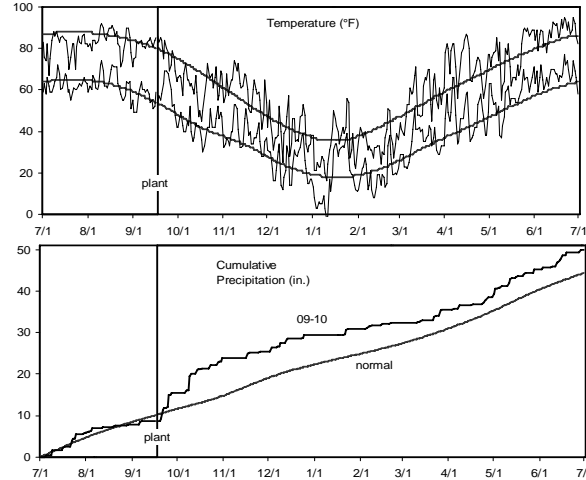 Temperature (°F)
100
80
60
40
20
0
plant
7/1 8/1 9/1 10/1 11/1 12/1 1/1 2/1 3/1 4/1 5/1 6/1 7/1
Cumulative
Precipitation (in.)
50
40
30
20
10
0
09-10
normal
plant
7/1 8/1 9/1 10/1 11/1 12/1 1/1 2/1 3/1 4/1 5/1 6/1 7/